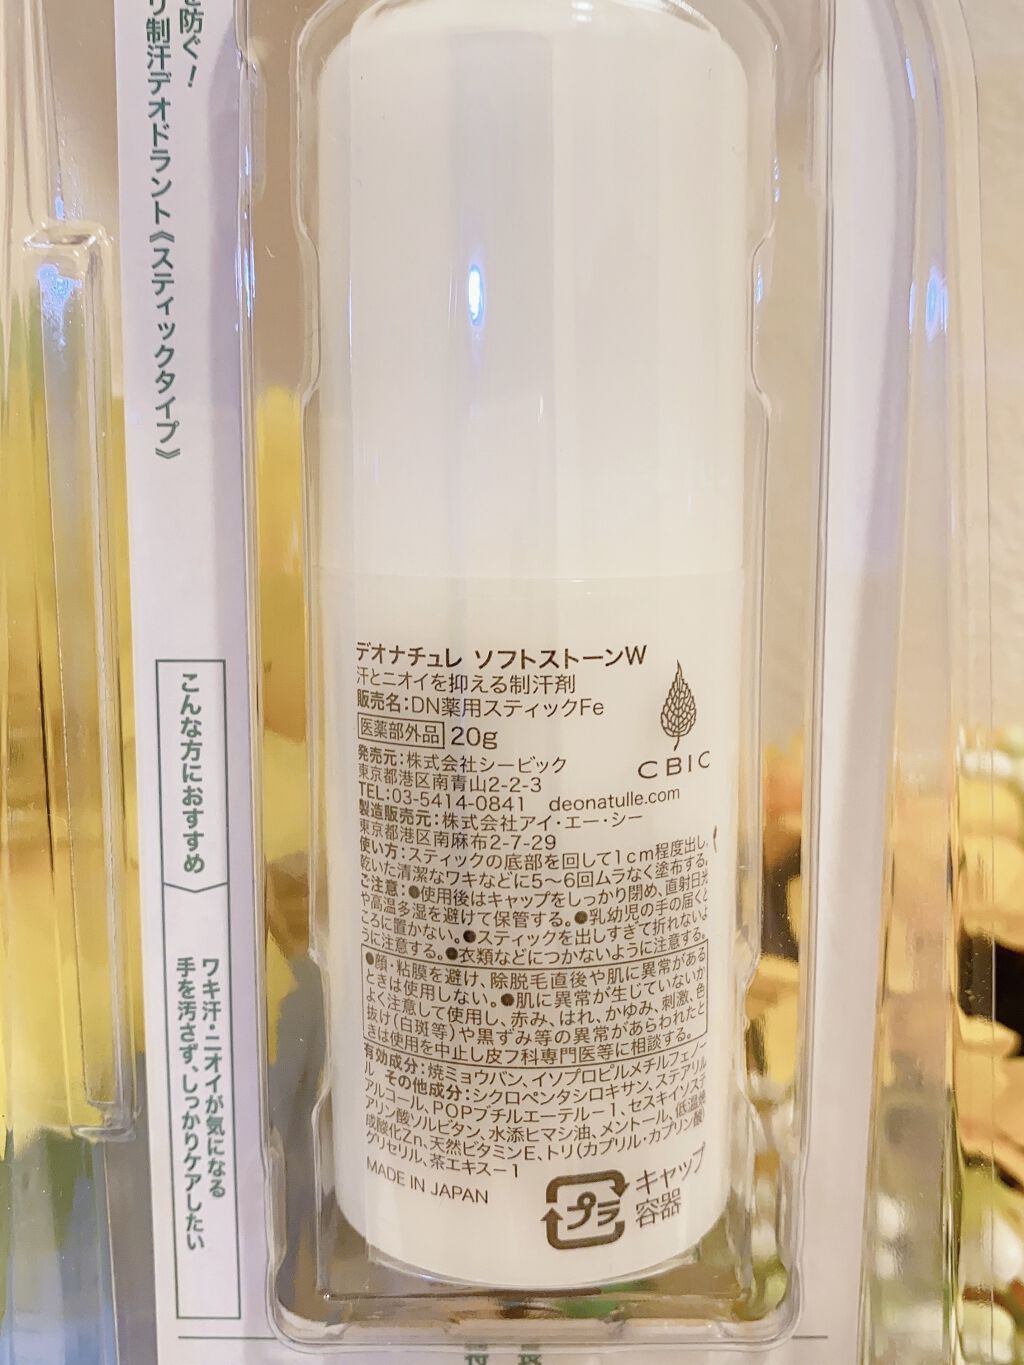 を防ぐ！
り制汗デオドラント《スティックタイプ》
こんな方におすすめ
ワキ汗・ニオイが気になる
手を汚さず、しっかりケアしたい
デオナチュレ ソフトストーンW
汗とニオイを抑える制汗剤
販売名：DN薬用スティックFe
医薬部外品 20g
CBIC
発売元：株式会社シービック
東京都港区南青山2-2-3
TEL：03-5414-0841 deonatulle.com
製造販売元：株式会社アイ・エー・シー
東京都港区南麻布2-7-29
使い方：スティックの底部を回して1cm程度出し、
乾いた清潔なワキなどに5〜6回ムラなく塗布する。
ご注意：●使用後はキャップをしっかり閉め、直射日光
や高温多湿を避けて保管する。●乳幼児の手の届くと
ころに置かない。●スティックを出しすぎて折れないよ
うに注意する。●衣類などにつかないように注意する。
●顔・粘膜を避け、除脱毛直後や肌に異常がある
ときは使用しない。●肌に異常が生じていないか
よく注意して使用し、赤み、はれ、かゆみ、刺激、色
抜け(白斑等)や黒ずみ等の異常があらわれたと
きは使用を中止し皮フ科専門医等に相談する。
有効成分：焼ミョウバン、イソプロピルメチルフェノー
ル その他成分：シクロペンタシロキサン、ステアリル
アルコール、POPブチルエーテル－1、セスキイソステ
アリン酸ソルビタン、水添ヒマシ油、メントール、低温焼
成酸化Zn、天然ビタミンE、トリ(カプリル・カプリン酸)
グリセリル、茶エキス－1
MADE IN JAPAN
プラ
キャップ
容器